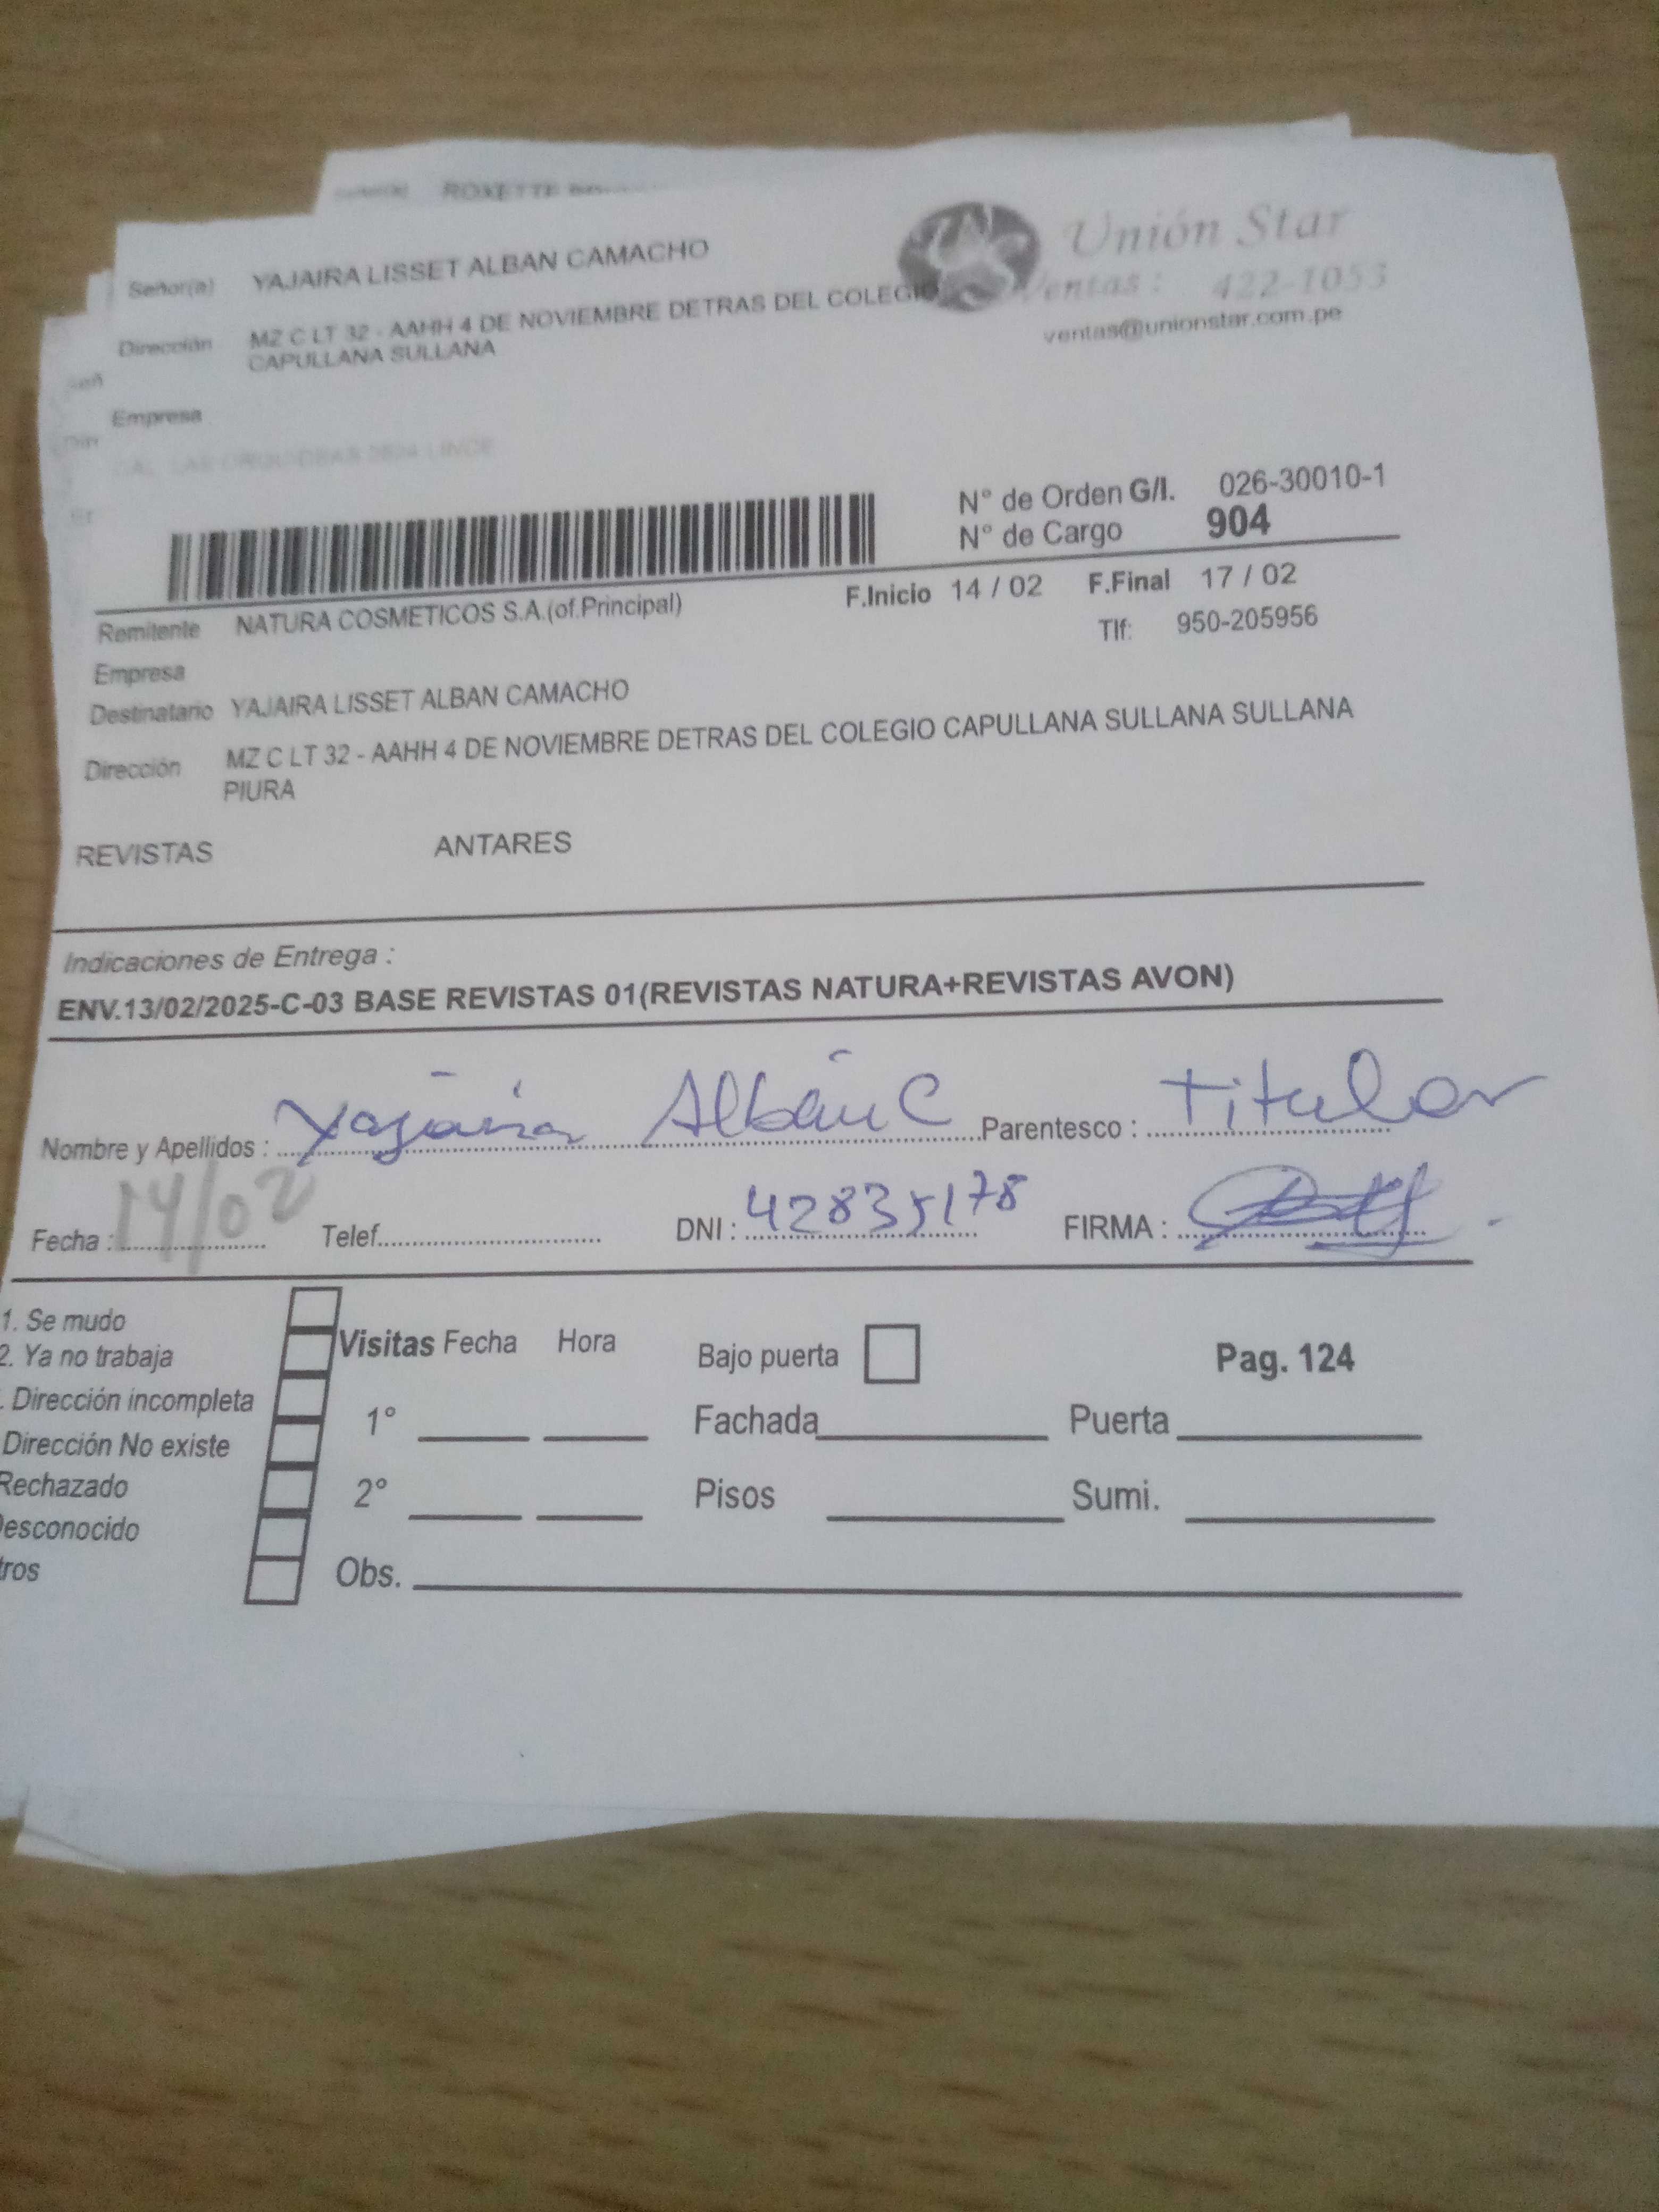 Señor(a) ROXETTE
Señor(a) YAJAIRA LISSET ALBAN CAMACHO
Unión Star
Ventas : 422-1053
ventas@unionstar.com.pe
Dirección MZ C LT 32 - AAHH 4 DE NOVIEMBRE DETRAS DEL COLEGIO
CAPULLANA SULLANA
Empresa
N° de Orden G/I. 026-30010-1
N° de Cargo 904
F.Inicio 14 / 02 F.Final 17 / 02
Remitente NATURA COSMETICOS S.A.(of.Principal)
Tlf: 950-205956
Empresa
Destinatario YAJAIRA LISSET ALBAN CAMACHO
Dirección MZ C LT 32 - AAHH 4 DE NOVIEMBRE DETRAS DEL COLEGIO CAPULLANA SULLANA SULLANA
PIURA
REVISTAS ANTARES
Indicaciones de Entrega :
ENV.13/02/2025-C-03 BASE REVISTAS 01(REVISTAS NATURA+REVISTAS AVON)
Nombre y Apellidos : Yajaira Albán C Parentesco : Titular
Fecha : 14/02 Telef. DNI : 42835178 FIRMA :
1. Se mudo
2. Ya no trabaja
. Dirección incompleta
Dirección No existe
Rechazado
Desconocido
tros
Visitas Fecha Hora
1°
2°
Obs.
Bajo puerta
Pag. 124
Fachada Puerta
Pisos Sumi.